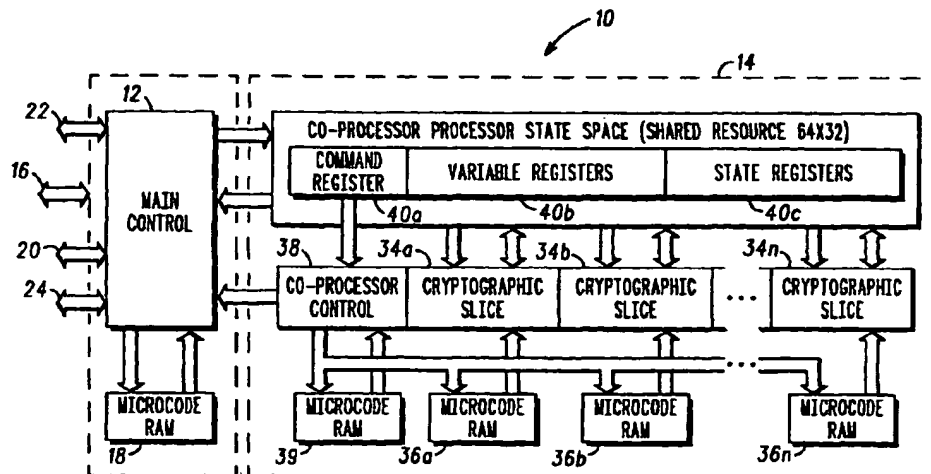 10
14
22
12
CO-PROCESSOR PROCESSOR STATE SPACE (SHARED RESOURCE 64X32)
COMMAND REGISTER
VARIABLE REGISTERS
STATE REGISTERS
16
MAIN CONTROL
40a
40b
40c
20
38
34a
34b
34n
24
CO-PROCESSOR CONTROL
CRYPTOGRAPHIC SLICE
CRYPTOGRAPHIC SLICE
...
CRYPTOGRAPHIC SLICE
...
MICROCODE RAM
MICROCODE RAM
MICROCODE RAM
MICROCODE RAM
MICROCODE RAM
18
39
36a
36b
36n